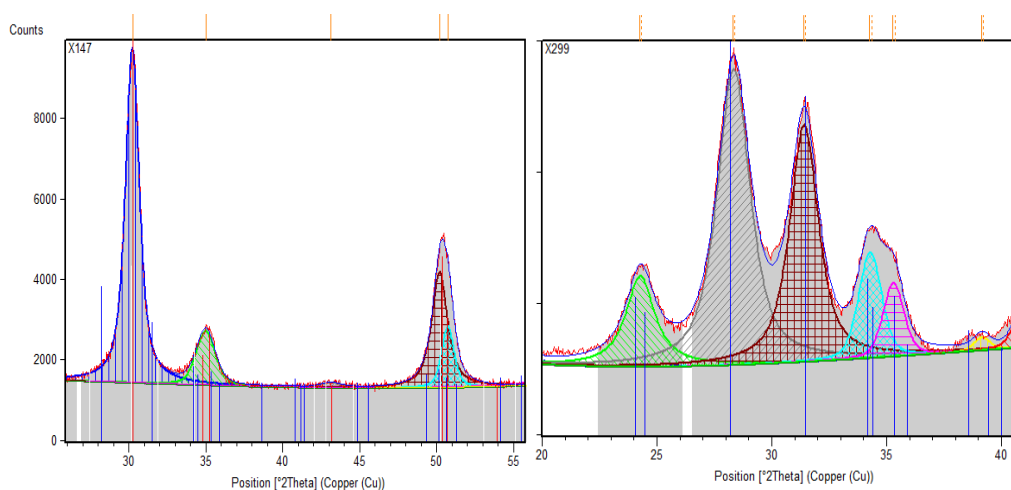 Counts
X147
8000
6000
4000
2000
0
30 35 40 45 50 55
Position [°2Theta] (Copper (Cu))
X299
20 25 30 35 40
Position [°2Theta] (Copper (Cu))